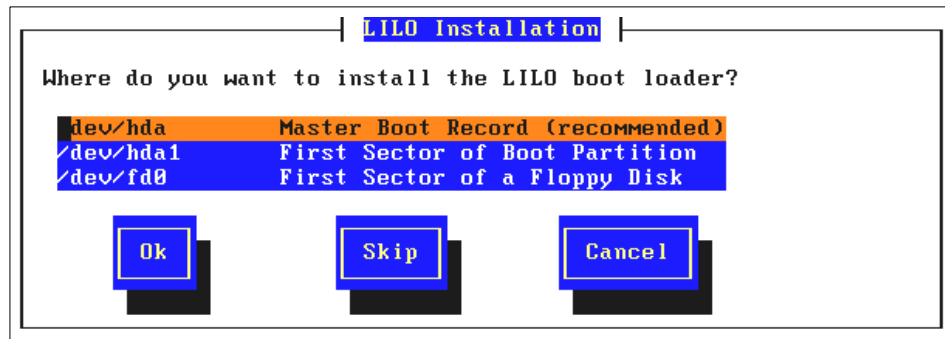 LILO Installation
Where do you want to install the LILO boot loader?
dev/hda Master Boot Record (recommended)
/dev/hda1 First Sector of Boot Partition
/dev/fd0 First Sector of a Floppy Disk
Ok Skip Cancel